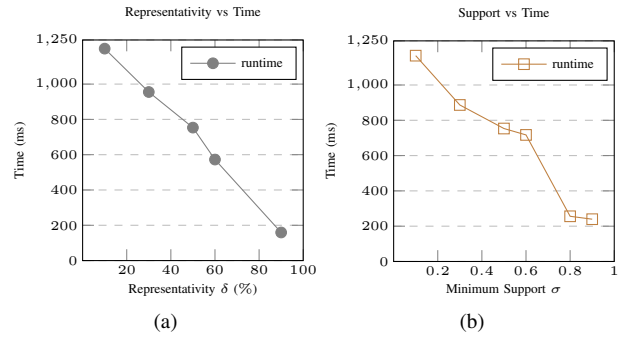 Representativity vs Time
1,250
1,000
800
600
400
200
0
20
40
60
80
100
Time (ms)
Representativity δ (%)
runtime
(a)
Support vs Time
1,250
1,000
800
600
400
200
0
0.2
0.4
0.6
0.8
1
Time (ms)
Minimum Support σ
runtime
(b)